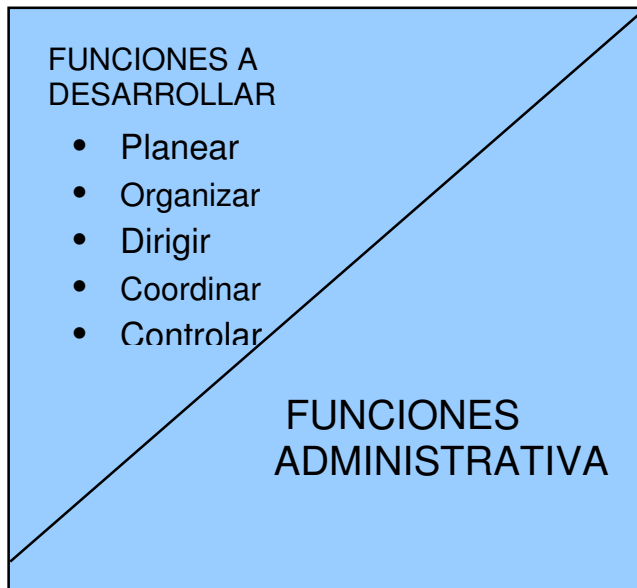 FUNCIONES A
DESARROLLAR
• Planear
• Organizar
• Dirigir
• Coordinar
• Controlar
FUNCIONES
ADMINISTRATIVA